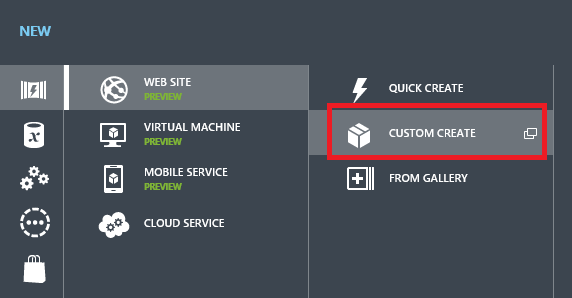 NEW
WEB SITE
PREVIEW
VIRTUAL MACHINE
PREVIEW
MOBILE SERVICE
PREVIEW
CLOUD SERVICE
QUICK CREATE
CUSTOM CREATE
FROM GALLERY